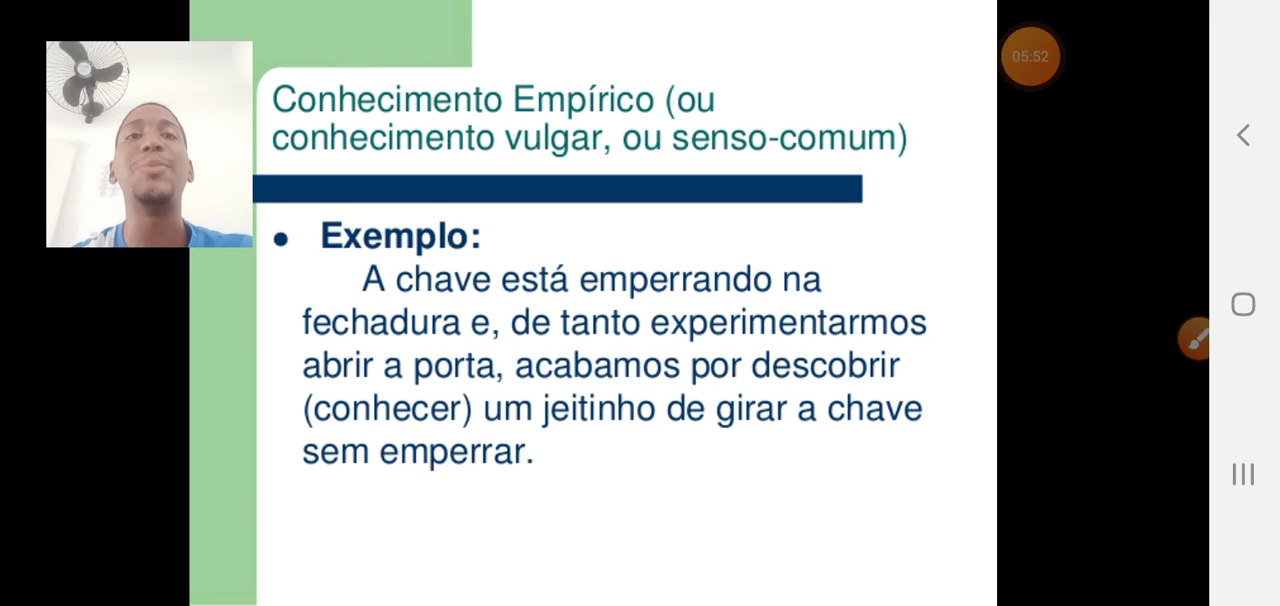 Conhecimento Empírico (ou
conhecimento vulgar, ou senso-comum)
• Exemplo:
A chave está emperrando na
fechadura e, de tanto experimentarmos
abrir a porta, acabamos por descobrir
(conhecer) um jeitinho de girar a chave
sem emperrar.
05:52